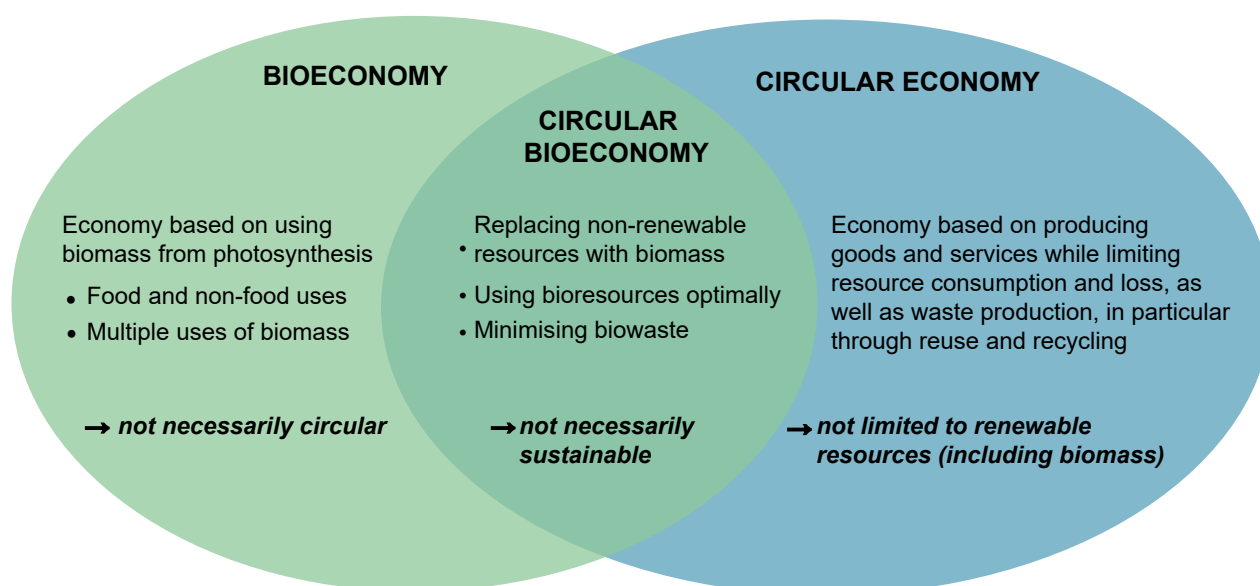 BIOECONOMY
Economy based on using
biomass from photosynthesis
• Food and non-food uses
• Multiple uses of biomass
→ not necessarily circular
CIRCULAR
BIOECONOMY
Replacing non-renewable
• resources with biomass
• Using bioresources optimally
• Minimising biowaste
→ not necessarily
sustainable
CIRCULAR ECONOMY
Economy based on producing
goods and services while limiting
resource consumption and loss, as
well as waste production, in particular
through reuse and recycling
→ not limited to renewable
resources (including biomass)